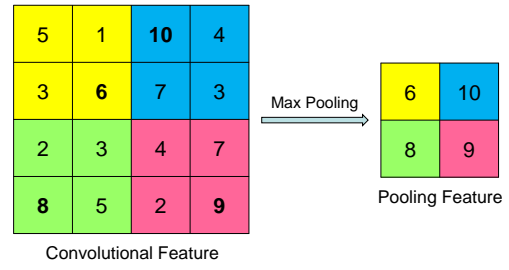 5 1 10 4
3 6 7 3
2 3 4 7
8 5 2 9
Convolutional Feature
Max Pooling
6 10
8 9
Pooling Feature